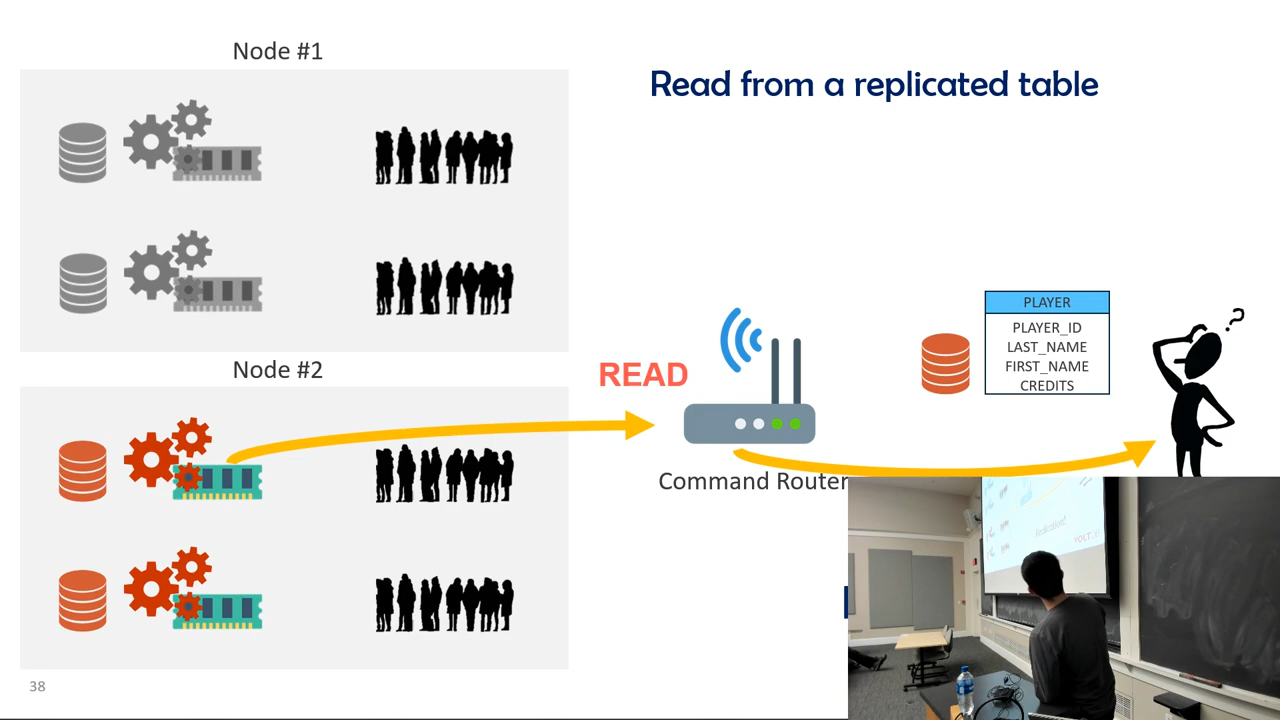 Node #1
Read from a replicated table
PLAYER
PLAYER_ID
LAST_NAME
FIRST_NAME
CREDITS
?
Node #2
READ
Command Router
38